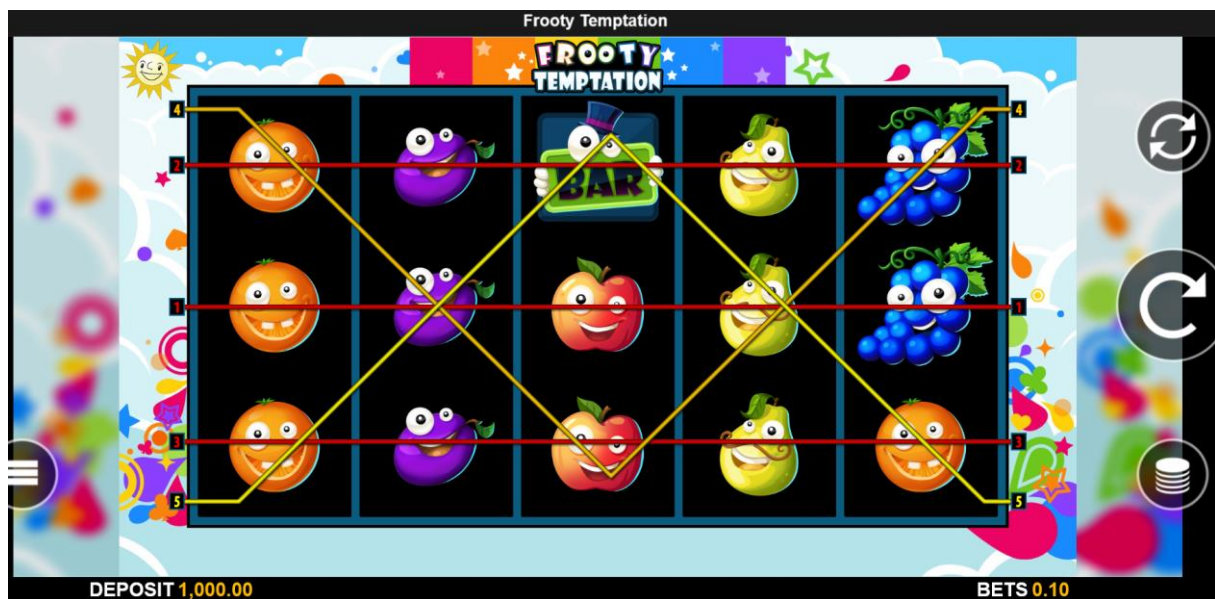 Frooty Temptation
FROOTY
TEMPTATION
4 4
2 2
BAR
1 1
3 3
5 5
DEPOSIT 1,000.00 BETS 0.10